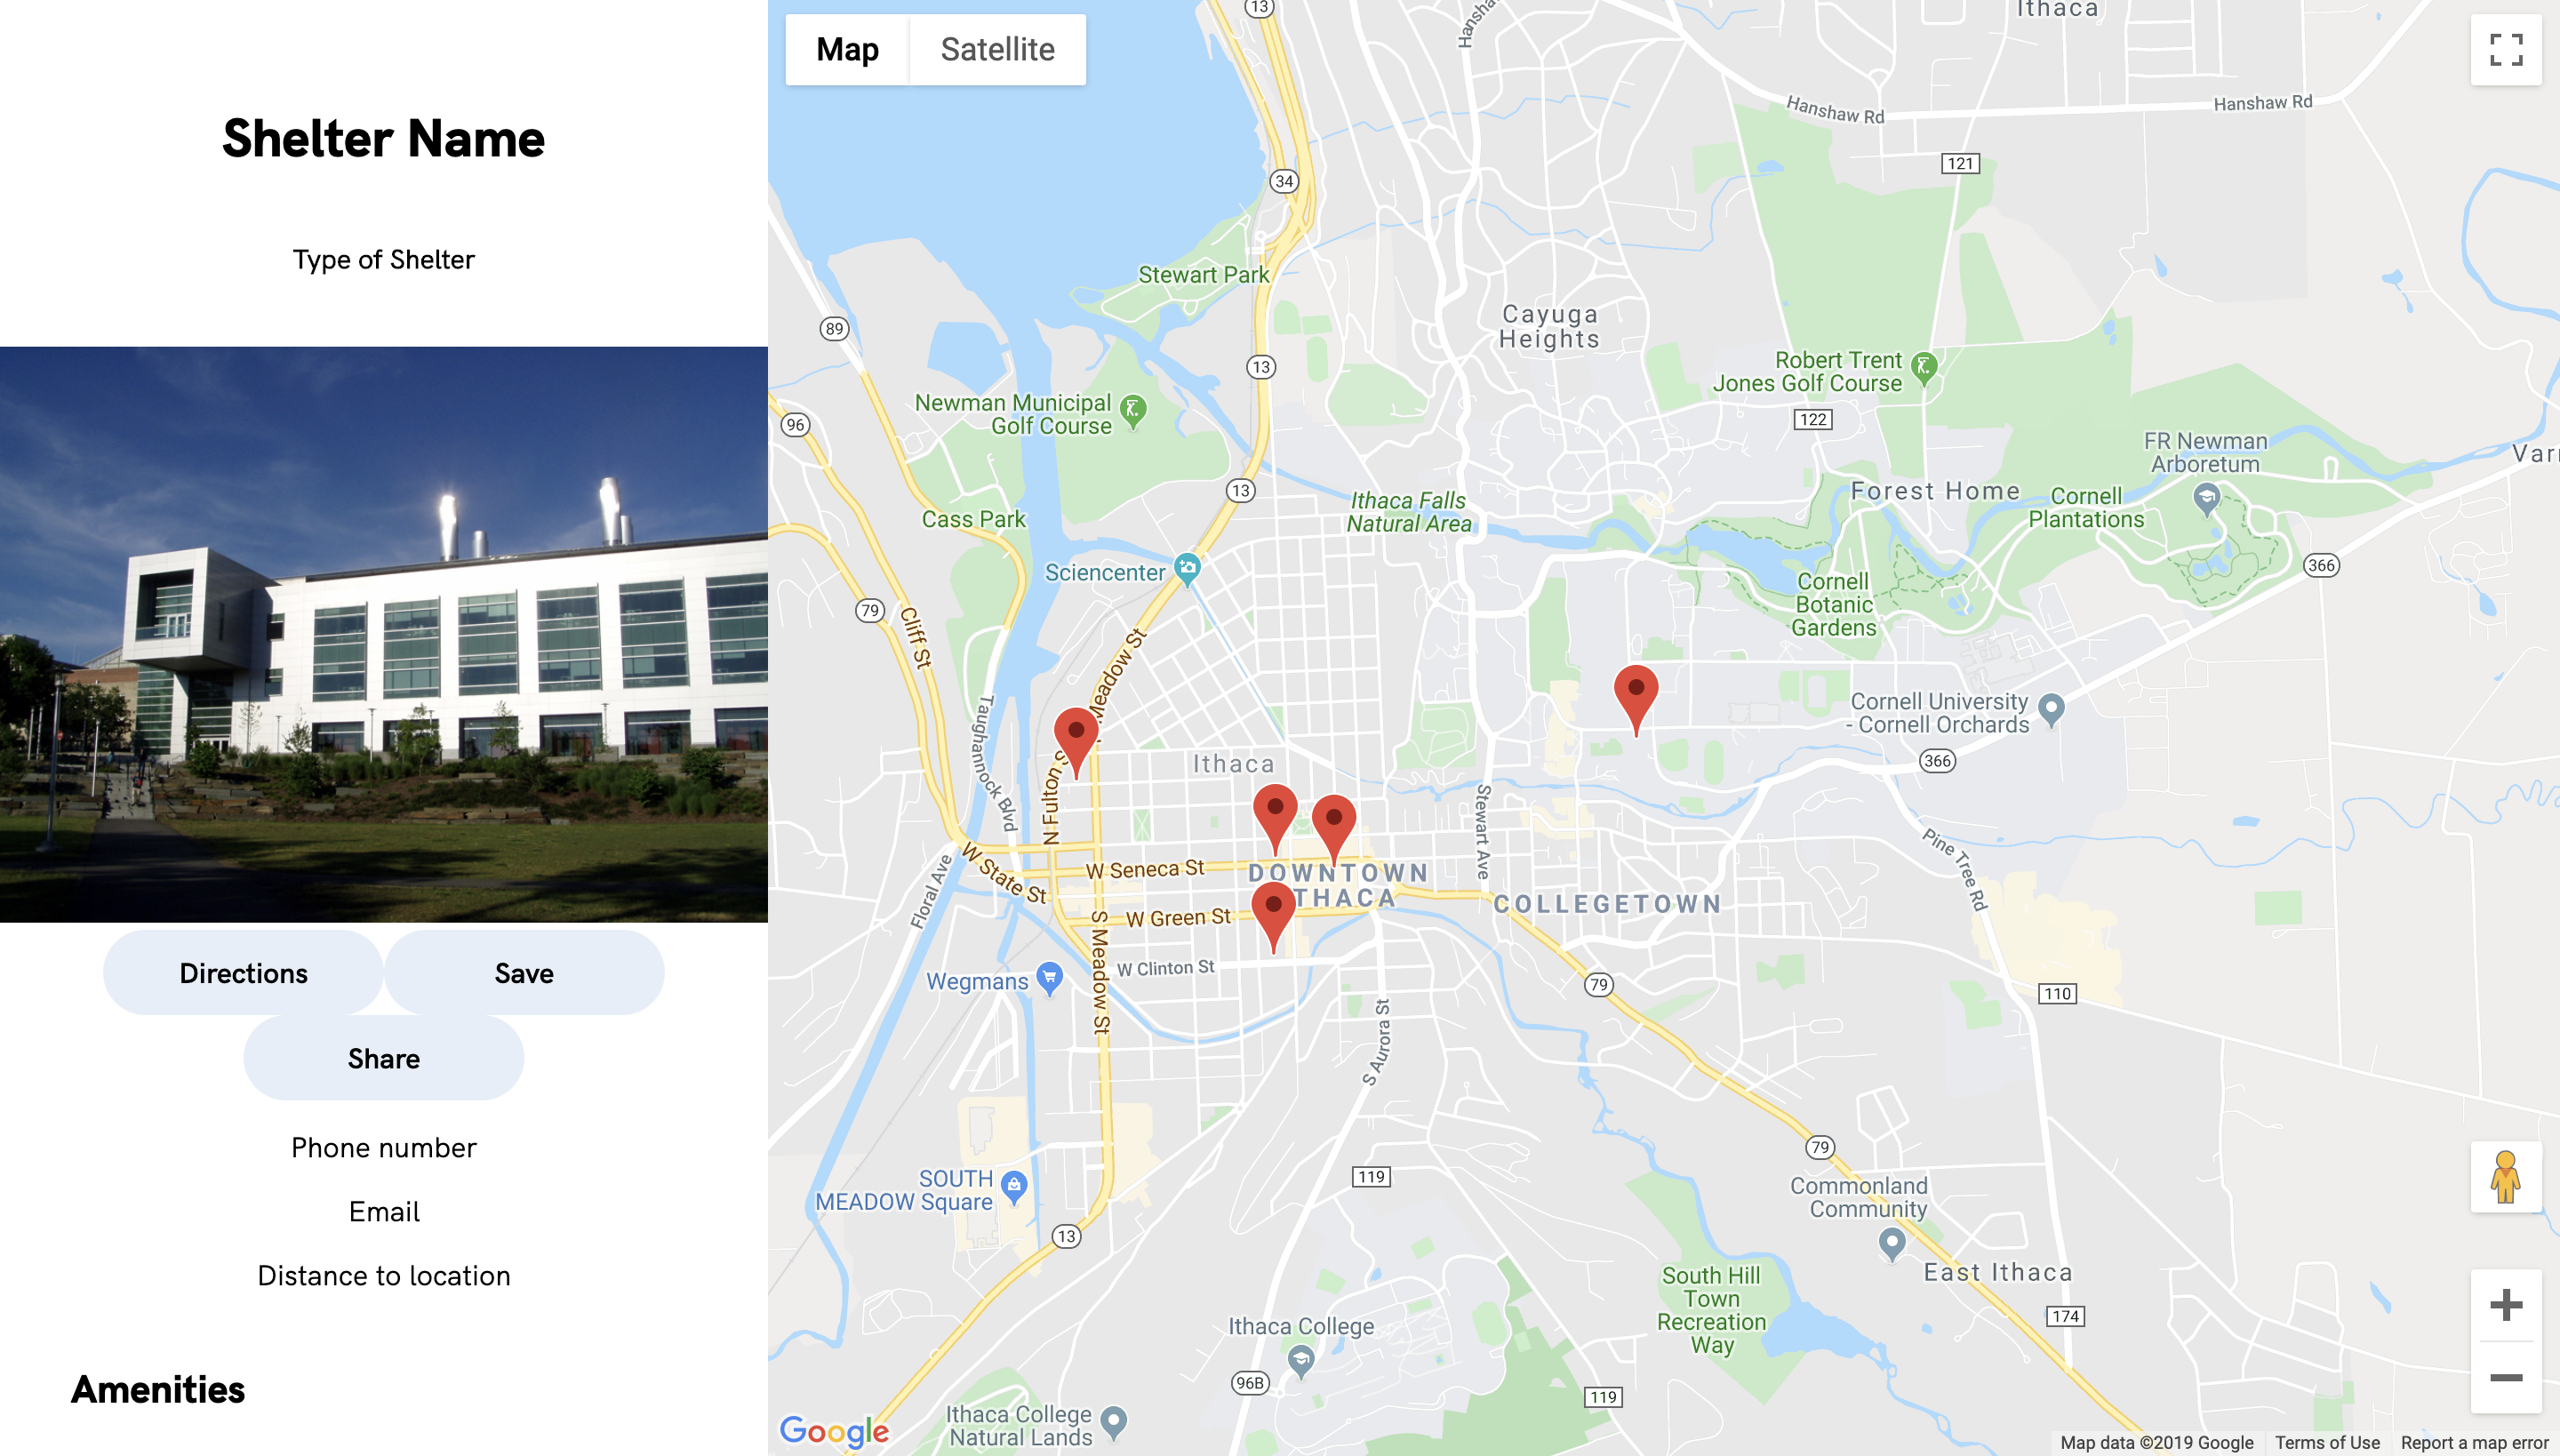 Shelter Name
Type of Shelter
Directions
Save
Share
Phone number
Email
Distance to location
Amenities
Map
Satellite
13
Ithaca
Hanshaw Rd
Hanshaw Rd
121
34
Stewart Park
89
Cayuga
Heights
13
Robert Trent
Jones Golf Course
122
Newman Municipal
Golf Course
96
FR Newman
Arboretum
13
Ithaca Falls
Natural Area
Forest Home
Cornell
Plantations
Cass Park
Sciencenter
366
79
Cliff St
Cornell
Botanic
Gardens
Meadow St
Taughannock Blvd
Cornell University
- Cornell Orchards
Ithaca
366
N Fulton S
Stewart Ave
Pine Tree Rd
W State St
W Seneca St
DOWNTOWN
THACA
Floral Ave
W Green St
COLLEGETOWN
S Meadow St
W Clinton St
Wegmans
79
110
S Aurora St
79
119
SOUTH
MEADOW Square
Commonland
Community
13
East Ithaca
South Hill
Town
Recreation
Way
174
Ithaca College
96B
119
Ithaca College
Natural Lands
Google
Map data ©2019 Google
Terms of Use
Report a map error